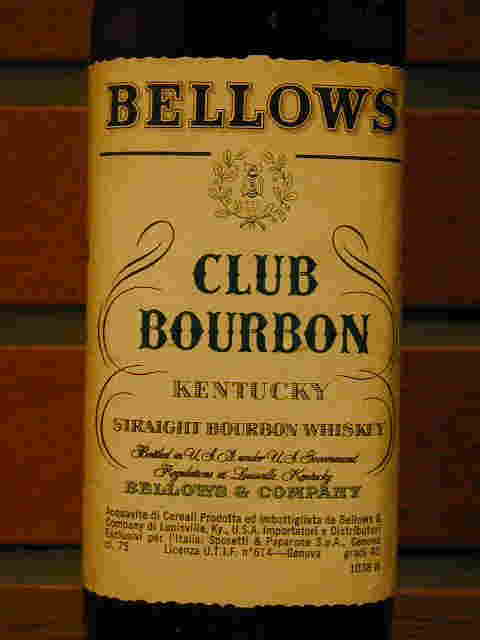 BELLOWS
CLUB
BOURBON
KENTUCKY
STRAIGHT BOURBON WHISKEY
Bottled in U.S.A. under U.S. Government
Regulations at Louisville, Kentucky
BELLOWS & COMPANY
Acquavite di Cereali Prodotta ed Imbottigliata da Bellows &
Company di Louisville, Ky., U.S.A. Importatori e Distributori
Esclusivi per l'Italia: Sposetti & Paparone S.p.A., Genova
cl. 75 Licenza U.T.I.F. n° 614—Genova gradi 40
1038 R